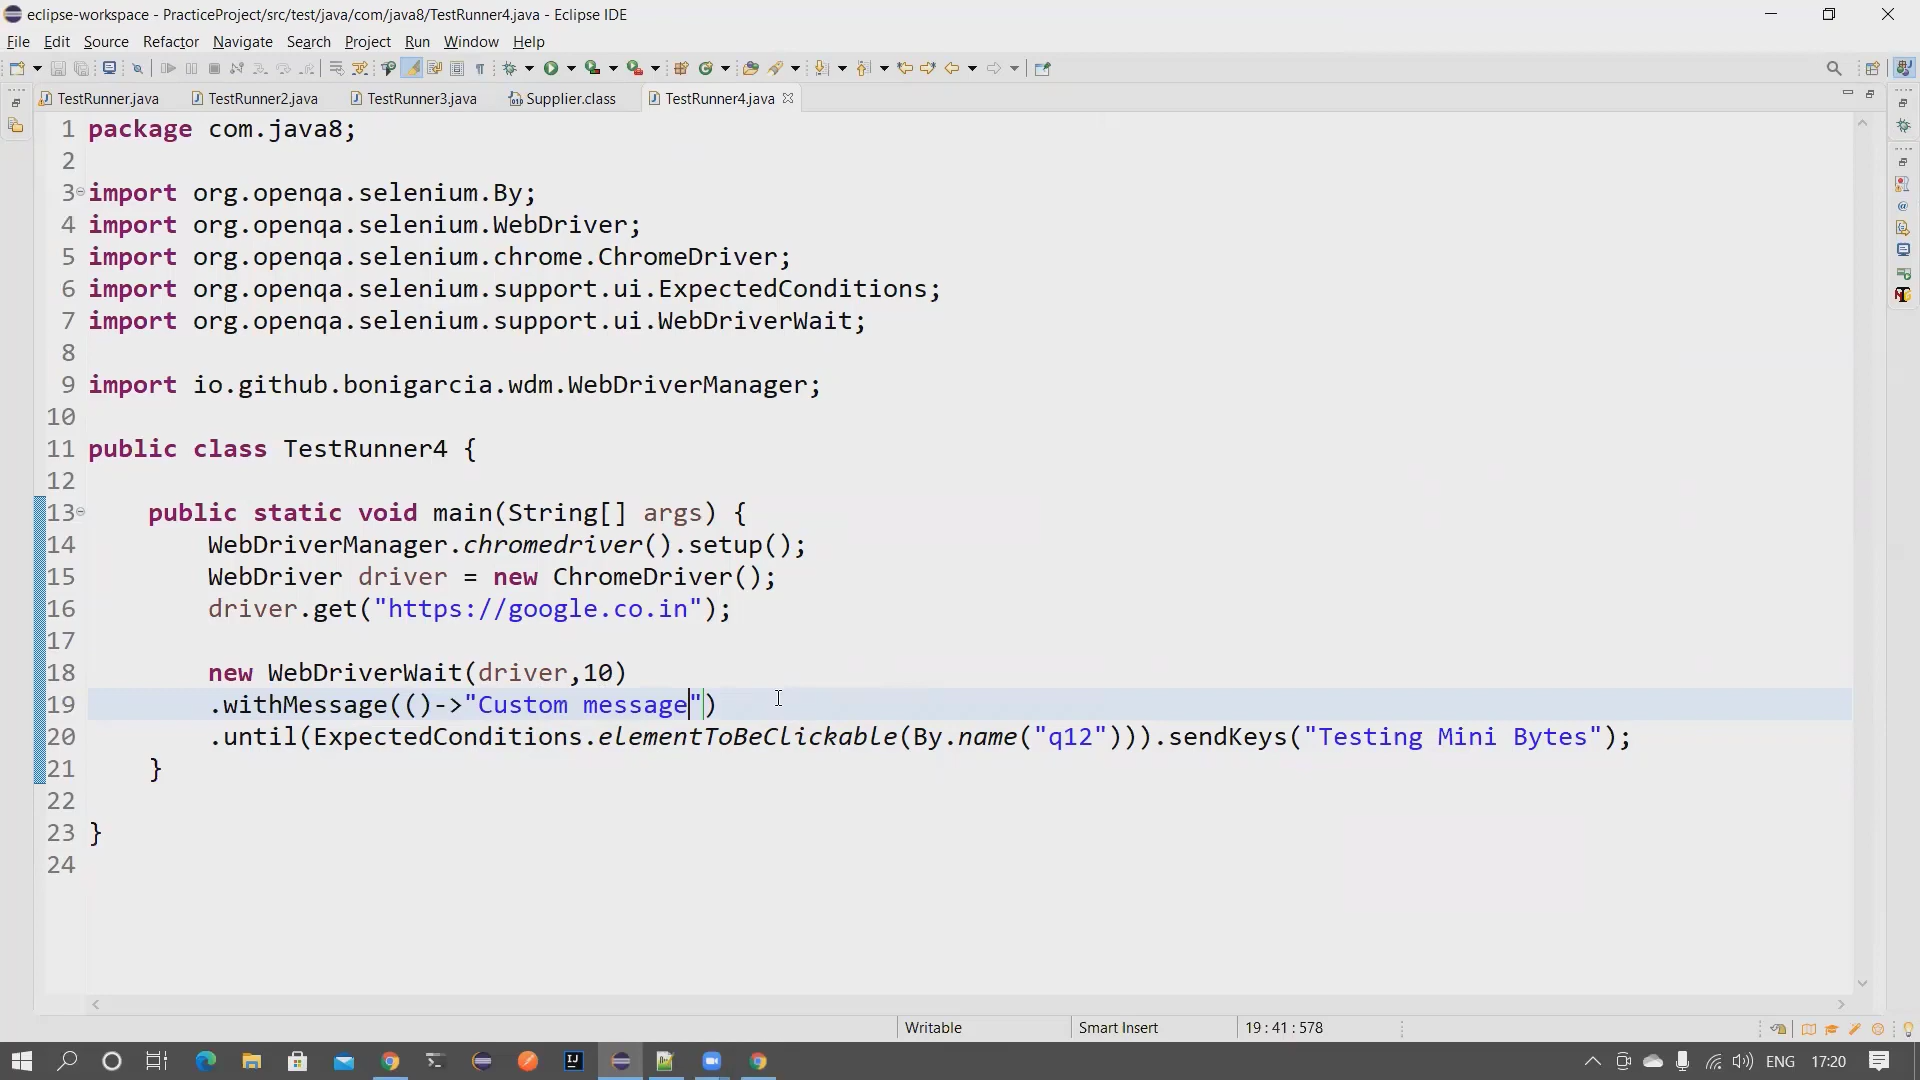 eclipse-workspace - PracticeProject/src/test/java/com/java8/TestRunner4.java - Eclipse IDE
File Edit Source Refactor Navigate Search Project Run Window Help
TestRunner.java TestRunner2.java TestRunner3.java Supplier.class TestRunner4.java
1 package com.java8;
2
3 import org.openqa.selenium.By;
4 import org.openqa.selenium.WebDriver;
5 import org.openqa.selenium.chrome.ChromeDriver;
6 import org.openqa.selenium.support.ui.ExpectedConditions;
7 import org.openqa.selenium.support.ui.WebDriverWait;
8
9 import io.github.bonigarcia.wdm.WebDriverManager;
10
11 public class TestRunner4 {
12
13 public static void main(String[] args) {
14 WebDriverManager.chromedriver().setup();
15 WebDriver driver = new ChromeDriver();
16 driver.get("https://google.co.in");
17
18 new WebDriverWait(driver,10)
19 .withMessage(()->"Custom message")
20 .until(ExpectedConditions.elementToBeClickable(By.name("q12"))).sendKeys("Testing Mini Bytes");
21 }
22
23 }
24
Writable Smart Insert 19 : 41 : 578
ENG 17:20